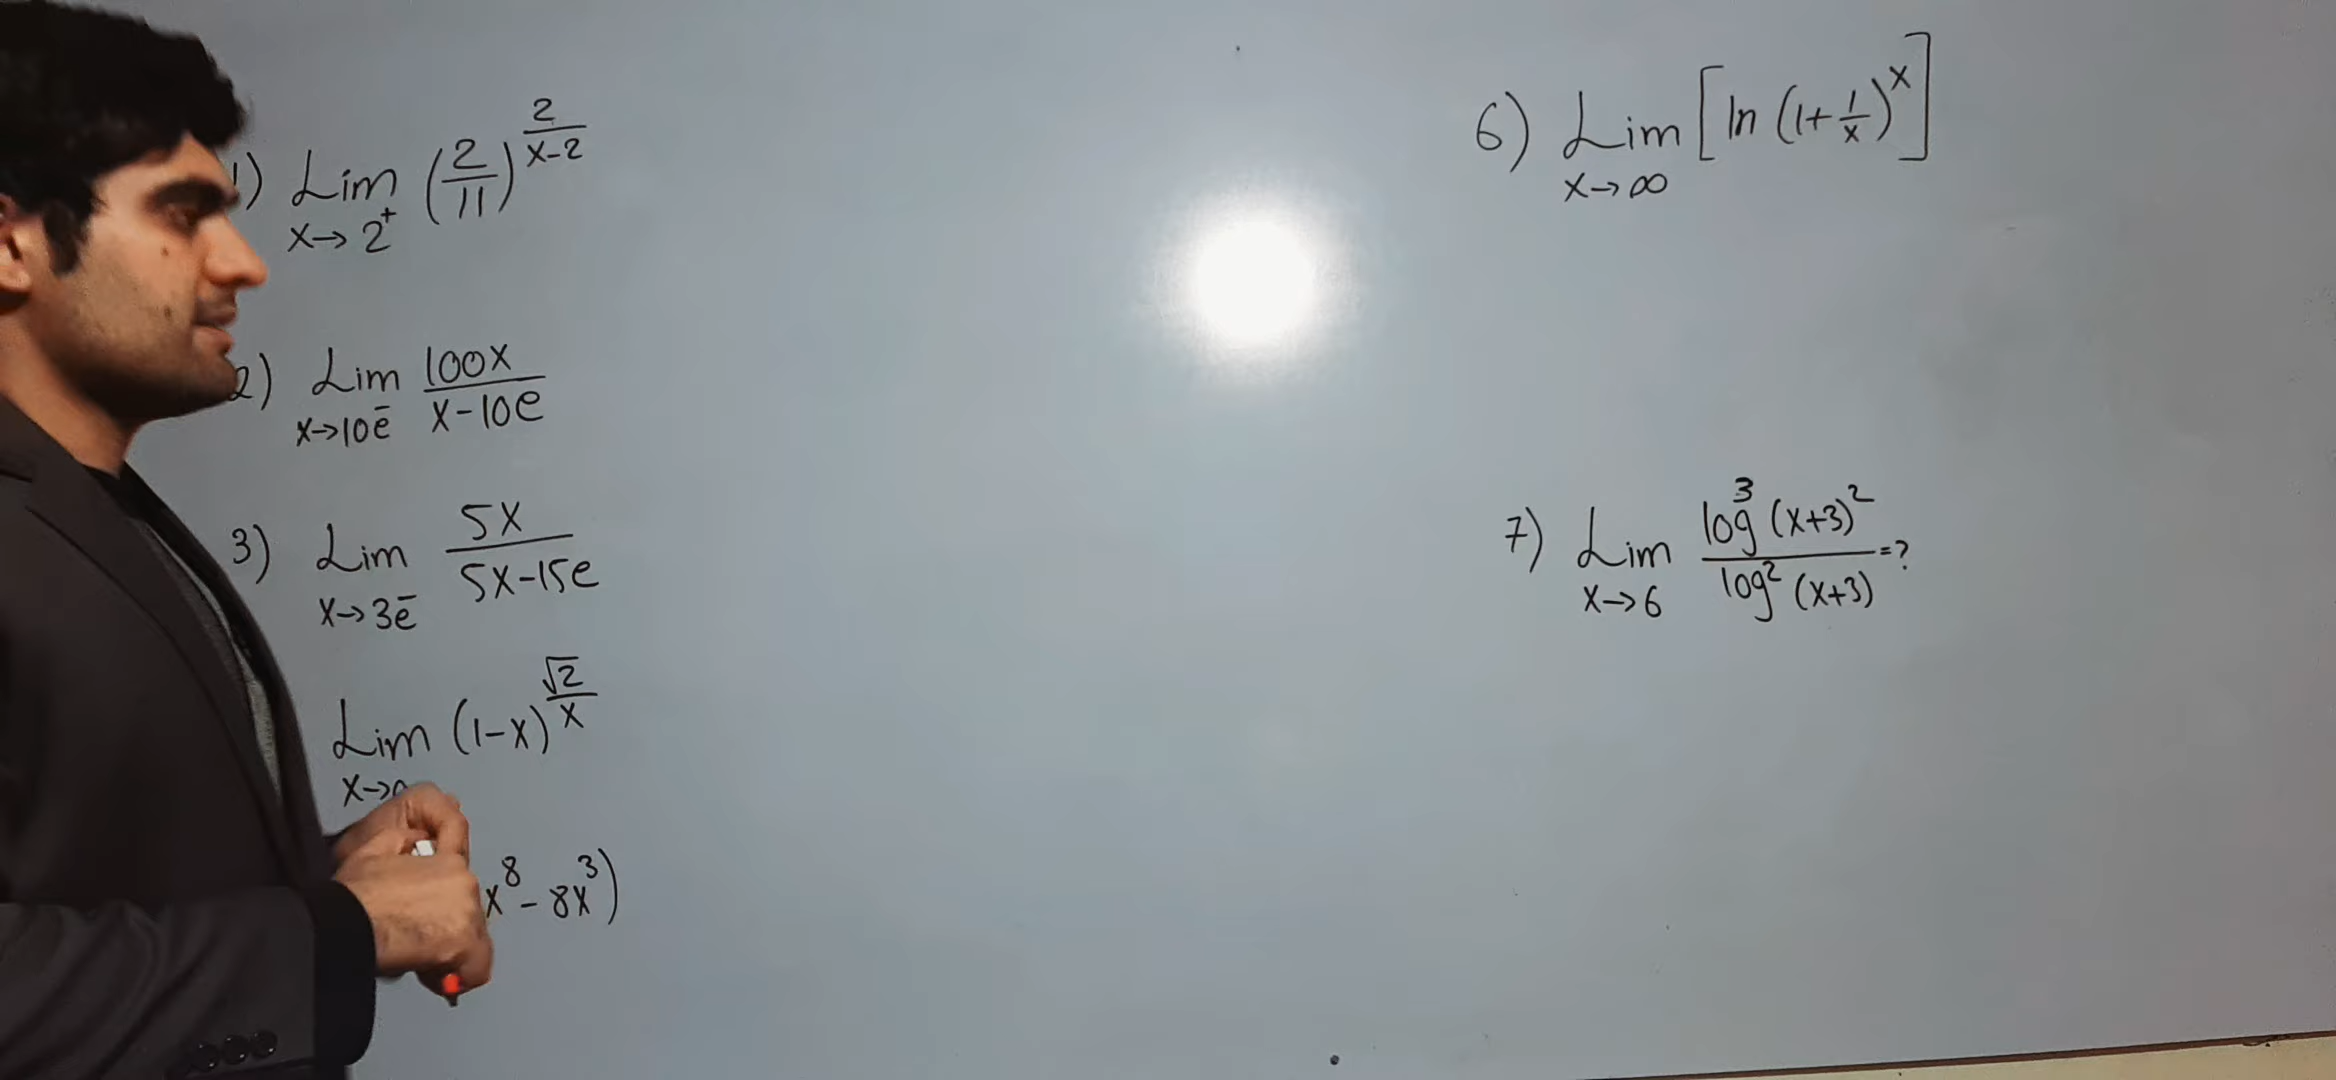 1) Lim x→2⁺ (2/11)^(2/(x-2))
2) Lim x→10e⁻ 100x/(x-10e)
3) Lim x→3e⁻ 5x/(5x-15e)
Lim x→ (1-x)^(√2/x)
x⁸-8x³)
6) Lim x→∞ [ln (1+1/x)^x]
7) Lim x→6 log³(x+3)²/log²(x+3) =?